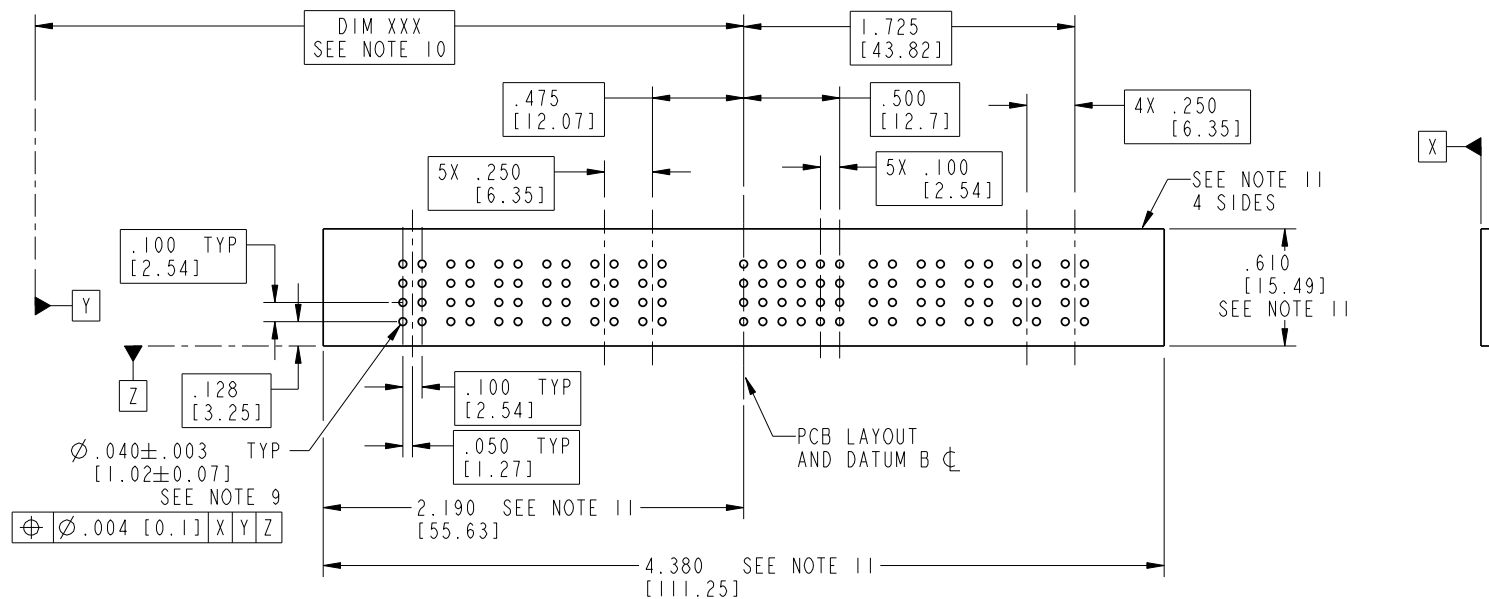 DIM XXX
SEE NOTE 10
1.725
[43.82]
.475
[12.07]
.500
[12.7]
4X .250
[6.35]
5X .250
[6.35]
5X .100
[2.54]
X
SEE NOTE 11
4 SIDES
.100 TYP
[2.54]
.610
[15.49]
SEE NOTE 11
Y
Z
.128
[3.25]
.100 TYP
[2.54]
.050 TYP
[1.27]
PCB LAYOUT
AND DATUM B ℄
Ø.040±.003 TYP
[1.02±0.07]
SEE NOTE 9
⌖ Ø.004 [0.1] X Y Z
2.190 SEE NOTE 11
[55.63]
4.380 SEE NOTE 11
[111.25]